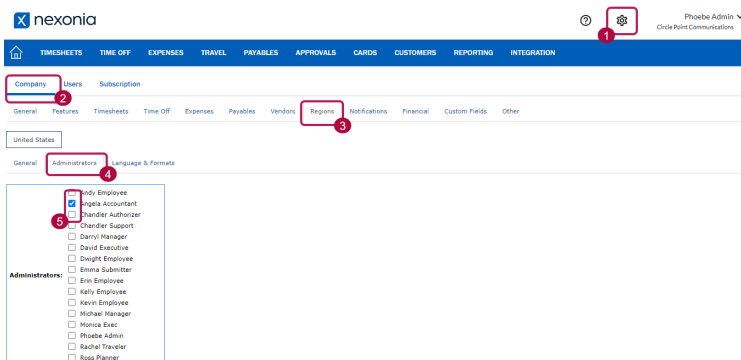 nexonia
Phoebe Admin
Circle Point Communications
1
TIMESHEETS TIME OFF EXPENSES TRAVEL PAYABLES APPROVALS CARDS CUSTOMERS REPORTING INTEGRATION
Company Users Subscription
2
General Features Timesheets Time Off Expenses Payables Vendors Regions Notifications Financial Custom Fields Other
3
United States
General Administrators Language & Formats
4
Andy Employee
Angela Accountant
Chandler Authorizer
5
Chandler Support
Darryl Manager
David Executive
Dwight Employee
Emma Submitter
Administrators:
Erin Employee
Kelly Employee
Kevin Employee
Michael Manager
Monica Exec
Phoebe Admin
Rachel Traveler
Ross Planner